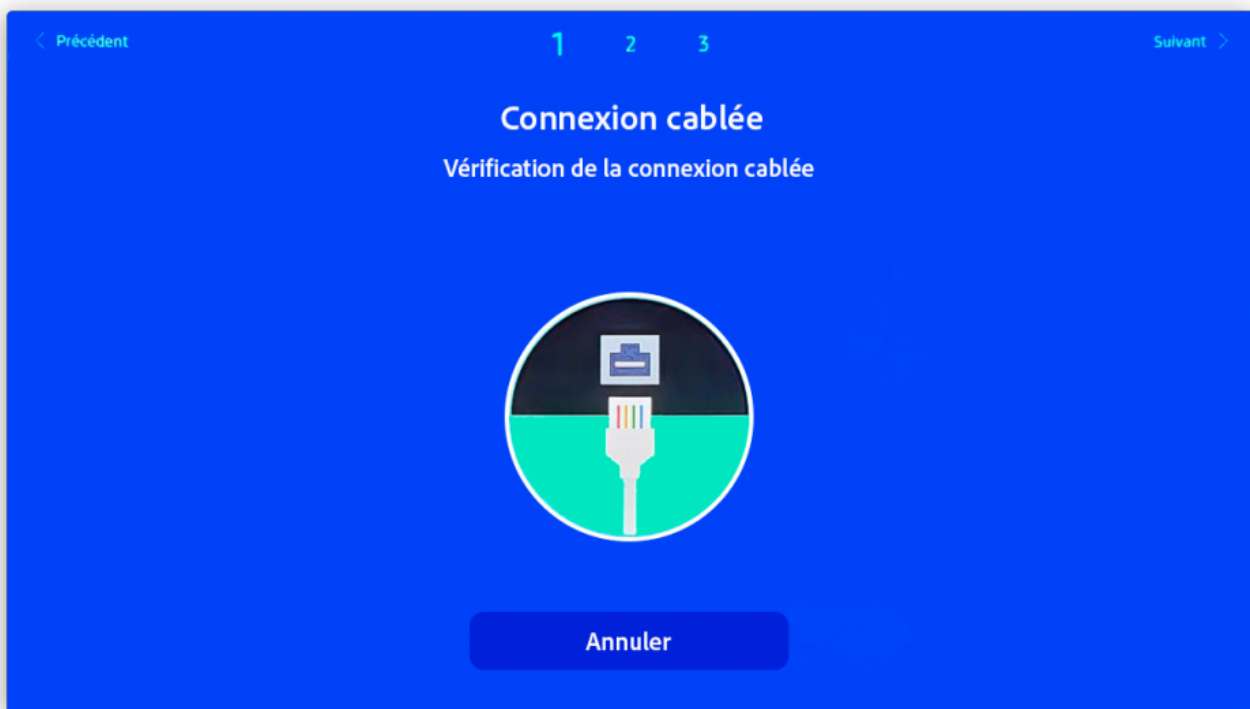 Précédent
1 2 3
Suivant
Connexion cablée
Vérification de la connexion cablée
Annuler